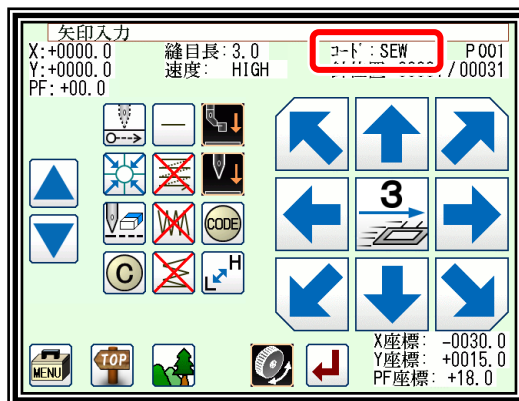 矢印入力
X:+0000.0 縫目長:3.0 コード:SEW P001
Y:+0000.0 速度: HIGH /00031
PF:+00.0
3
CODE
C
L H
X座標: -0030.0
Y座標: +0015.0
PF座標: +18.0
MENU TOP